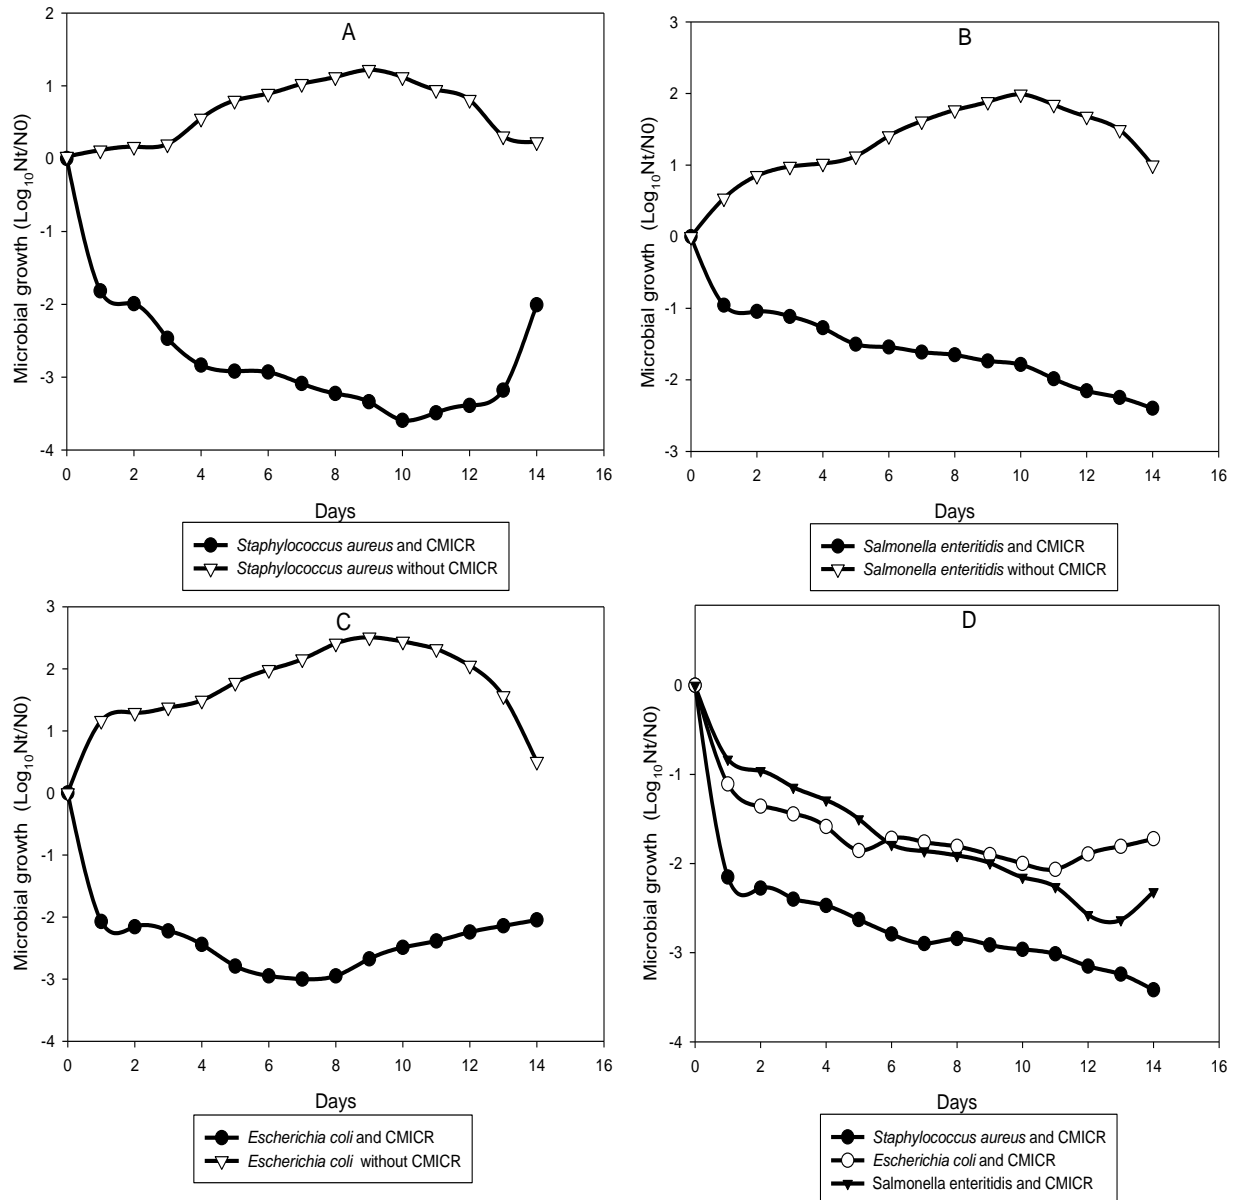 A
Microbial growth (Log10Nt/N0)
2
1
0
-1
-2
-3
-4
0 2 4 6 8 10 12 14 16
Days
Staphylococcus aureus and CMICR
Staphylococcus aureus without CMICR
B
Microbial growth (Log10Nt/N0)
3
2
1
0
-1
-2
-3
0 2 4 6 8 10 12 14 16
Days
Salmonella enteritidis and CMICR
Salmonella enteritidis without CMICR
C
Microbial growth (Log10Nt/N0)
3
2
1
0
-1
-2
-3
-4
0 2 4 6 8 10 12 14 16
Days
Escherichia coli and CMICR
Escherichia coli without CMICR
D
Microbial growth (Log10Nt/N0)
0
-1
-2
-3
-4
0 2 4 6 8 10 12 14 16
Days
Staphylococcus aureus and CMICR
Escherichia coli and CMICR
Salmonella enteritidis and CMICR